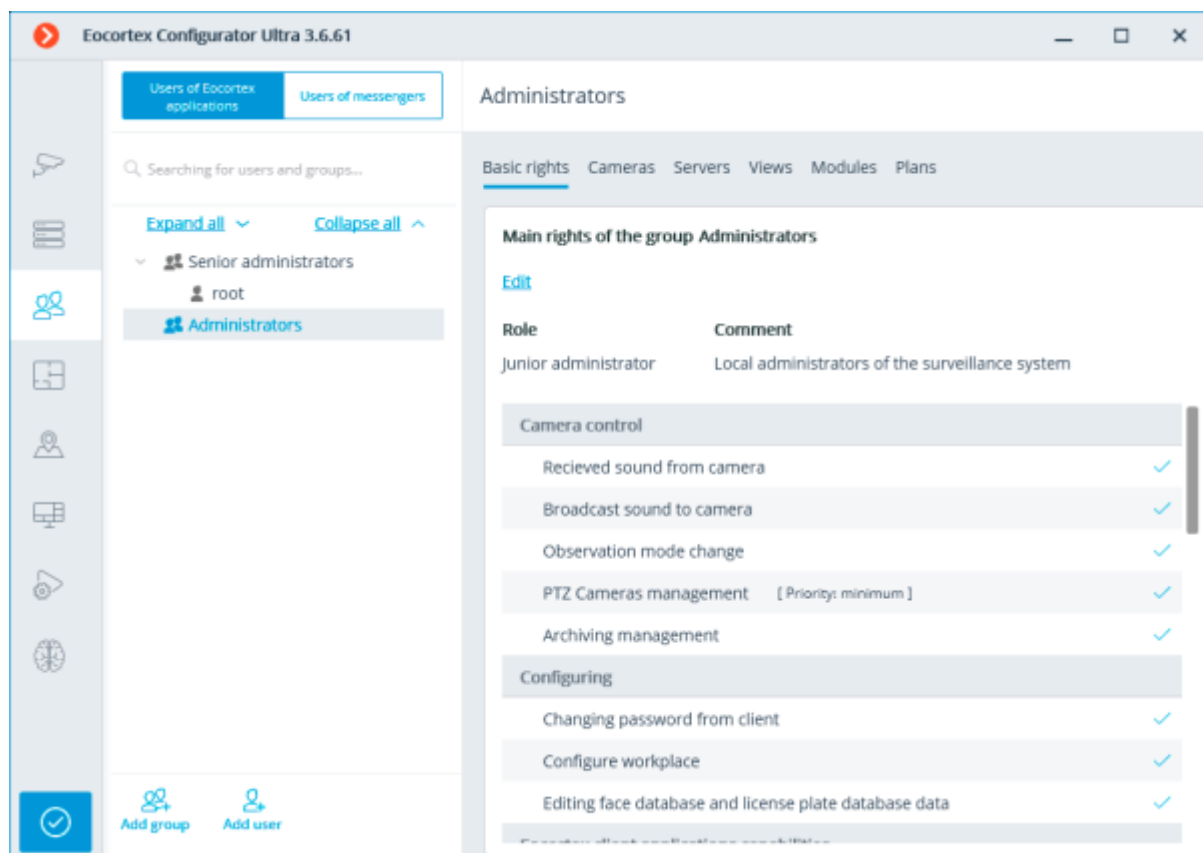 Eocortex Configurator Ultra 3.6.61
Users of Eocortex
applications
Users of messengers
Searching for users and groups...
Expand all
Collapse all
Senior administrators
root
Administrators
Add group
Add user
Administrators
Basic rights Cameras Servers Views Modules Plans
Main rights of the group Administrators
Edit
Role Comment
Junior administrator Local administrators of the surveillance system
Camera control
Recieved sound from camera
Broadcast sound to camera
Observation mode change
PTZ Cameras management [ Priority: minimum ]
Archiving management
Configuring
Changing password from client
Configure workplace
Editing face database and license plate database data
Eocortex client applications capabilities